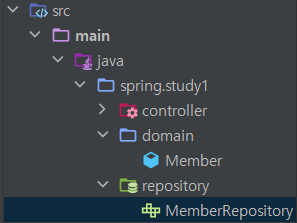 src
main
java
spring.study1
controller
domain
Member
repository
MemberRepository